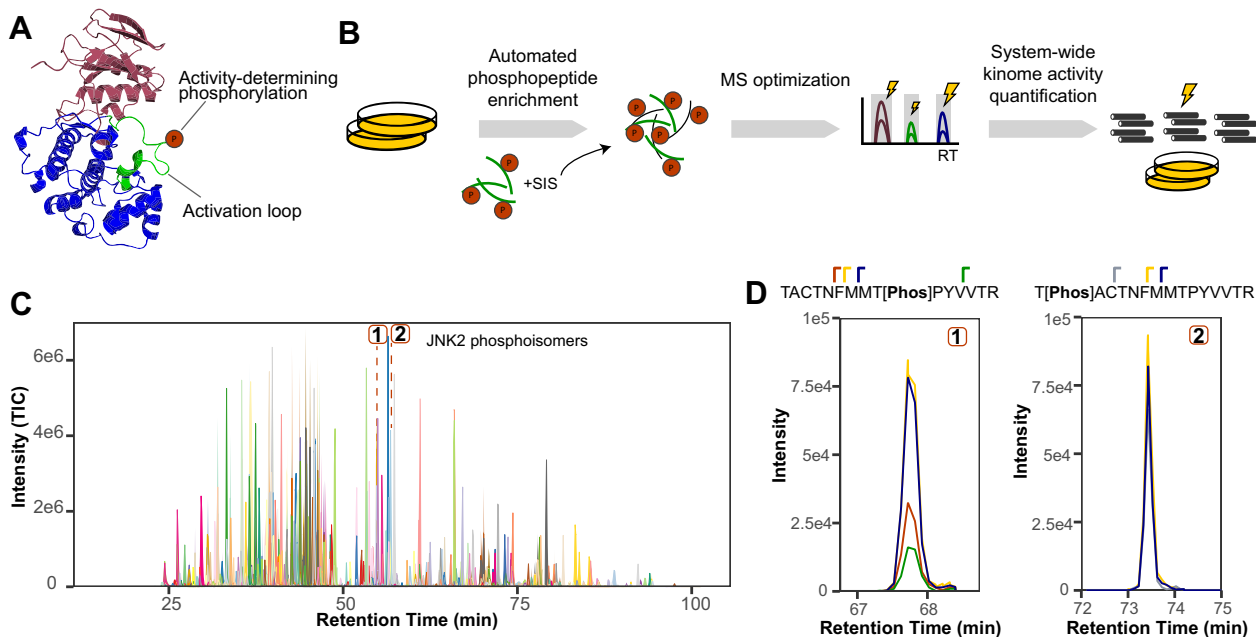 A
Activity-determining
phosphorylation
P
Activation loop
B
Automated
phosphopeptide
enrichment
P
P
P
P
+SIS
P
P
P
P
P
P
P
MS optimization
RT
System-wide
kinome activity
quantification
C
Intensity (TIC)
6e6
4e6
2e6
0
1
2
JNK2 phosphoisomers
25
50
75
100
Retention Time (min)
D
TACTNFMMT[Phos]PYVVTR
1
Intensity
1e5
7.5e4
5e4
2.5e4
0
67
68
Retention Time (min)
T[Phos]ACTNFMMTPYVVTR
2
1e5
7.5e4
5e4
2.5e4
0
72
73
74
75
Retention Time (min)